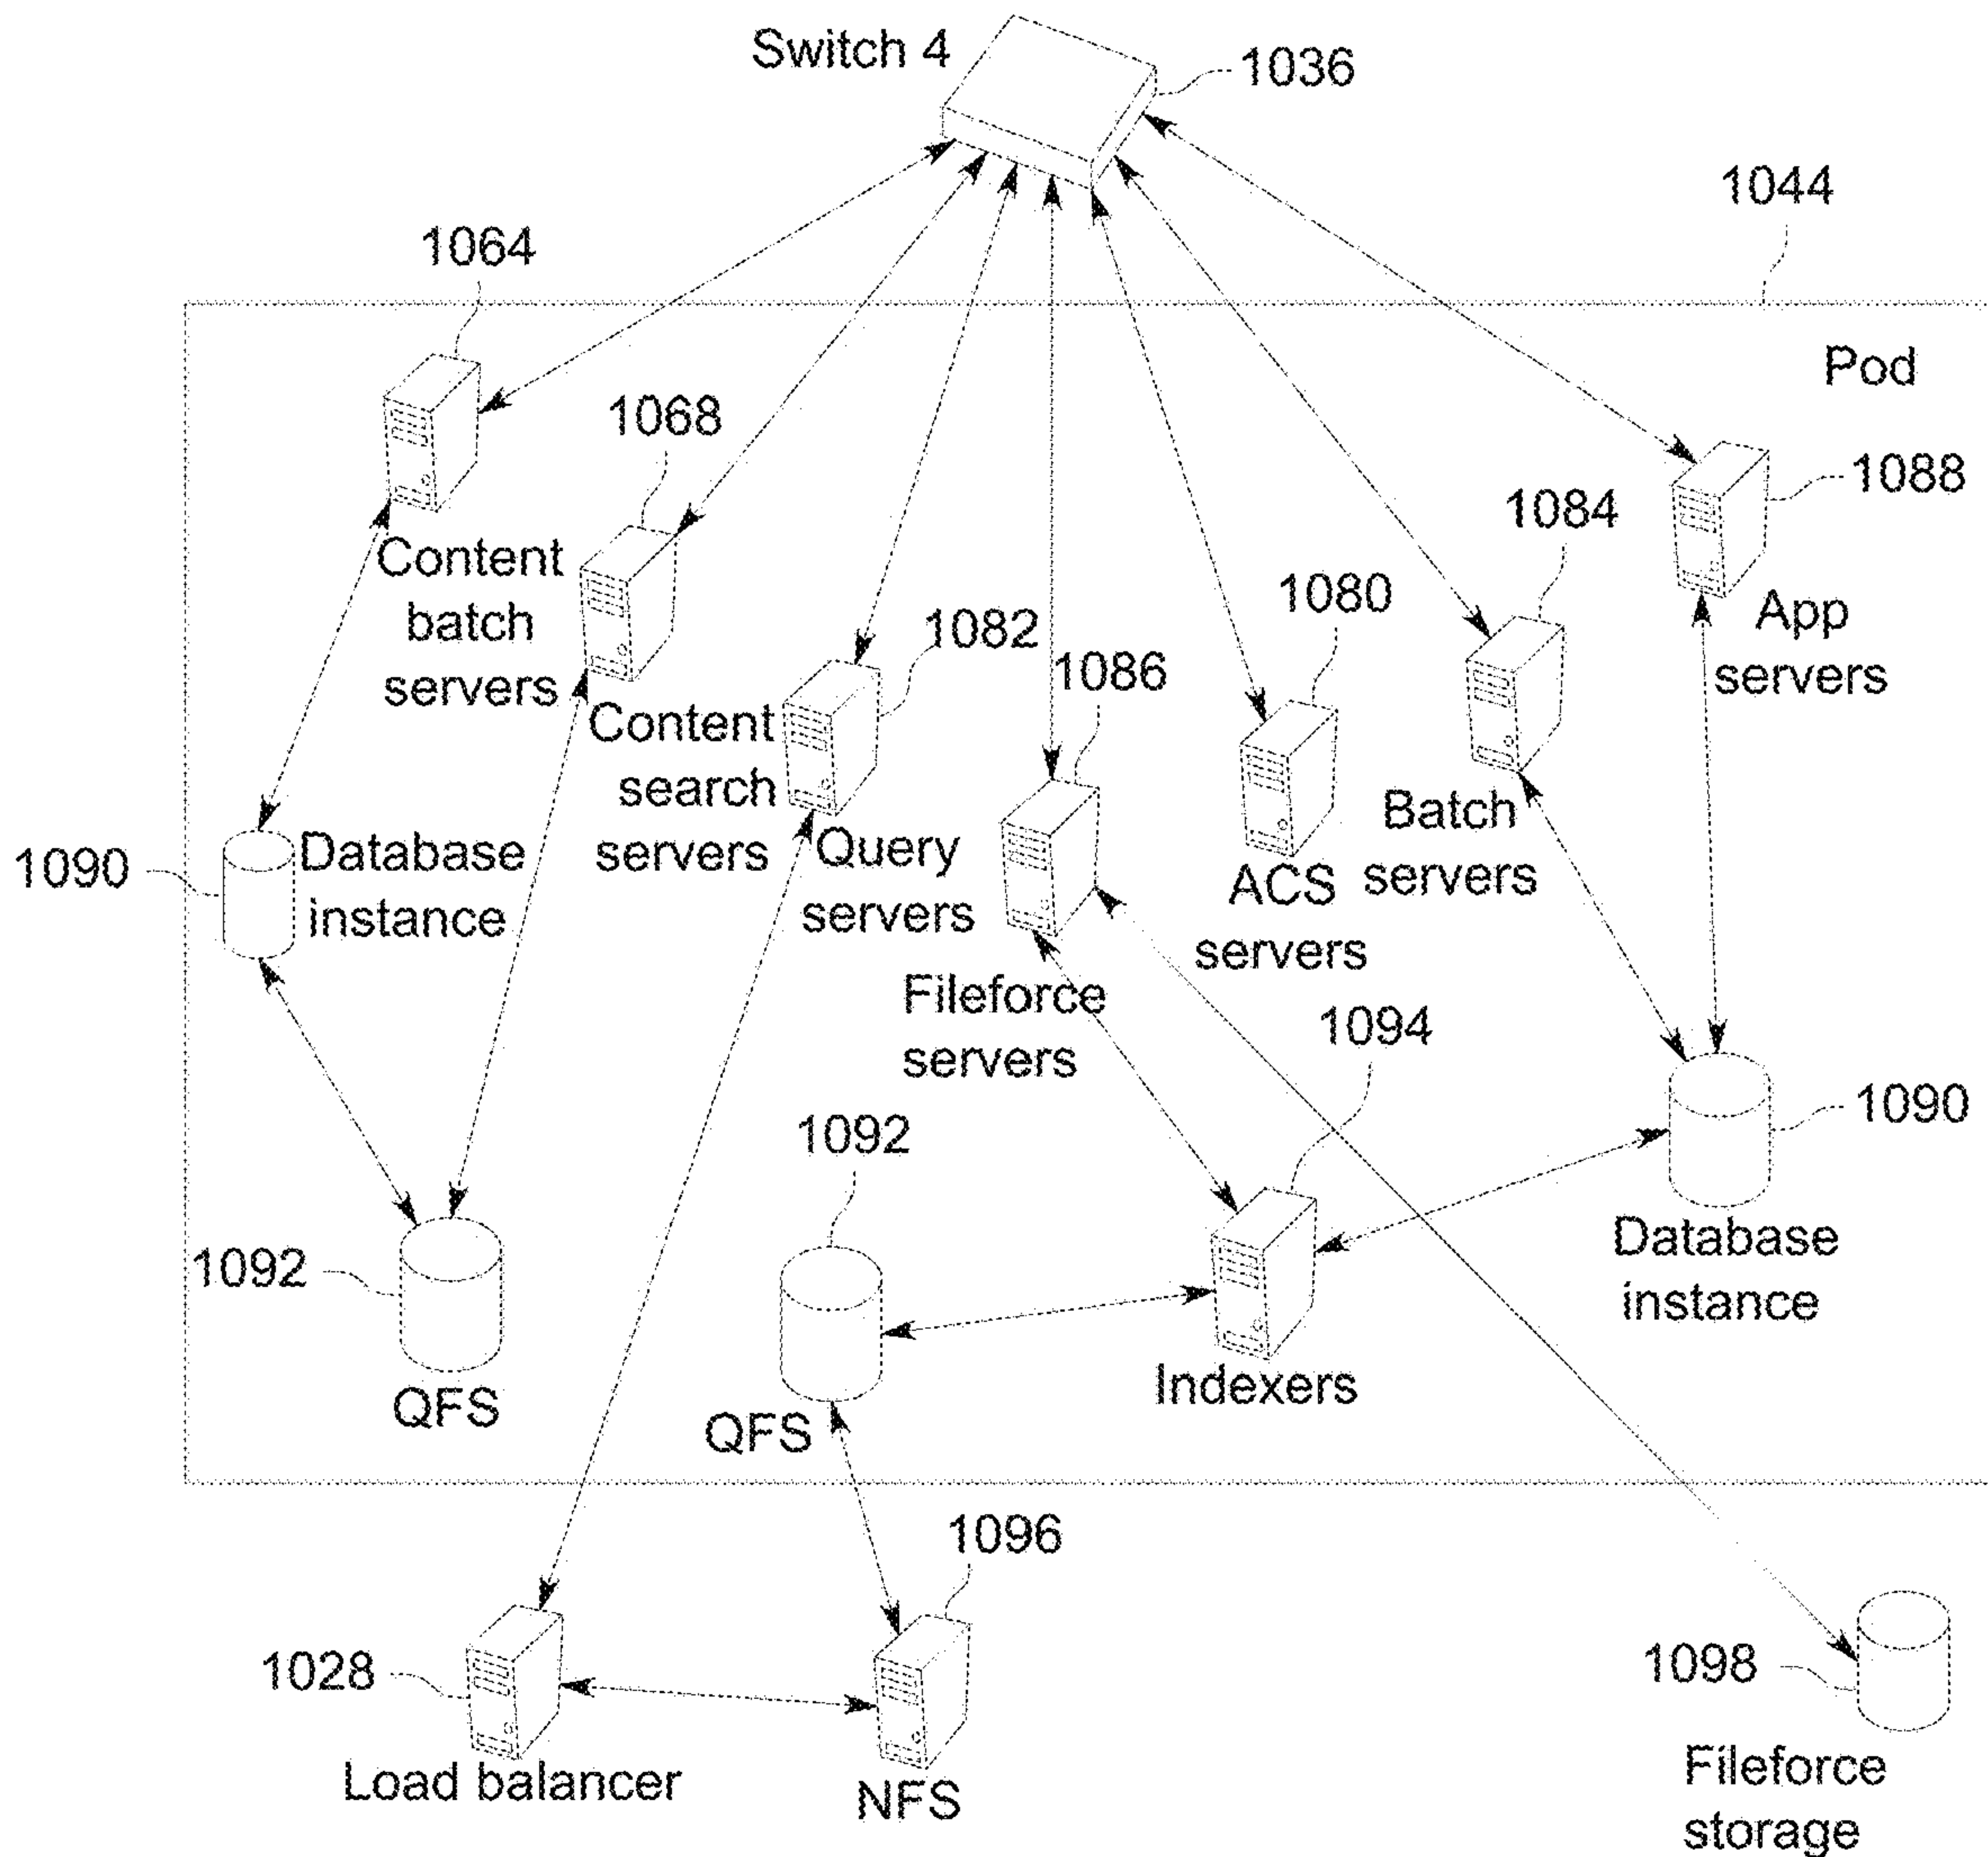 Switch 4
1036
1044
1064
Pod
1068
1088
1084
Content
batch
servers
1080
App
servers
1082
1086
Content
search
servers
Batch
servers
1090
Database
instance
Query
servers
ACS
servers
Fileforce
servers
1094
1092
1090
Database
instance
1092
QFS
QFS
Indexers
1096
1028
1098
Load balancer
NFS
Fileforce
storage